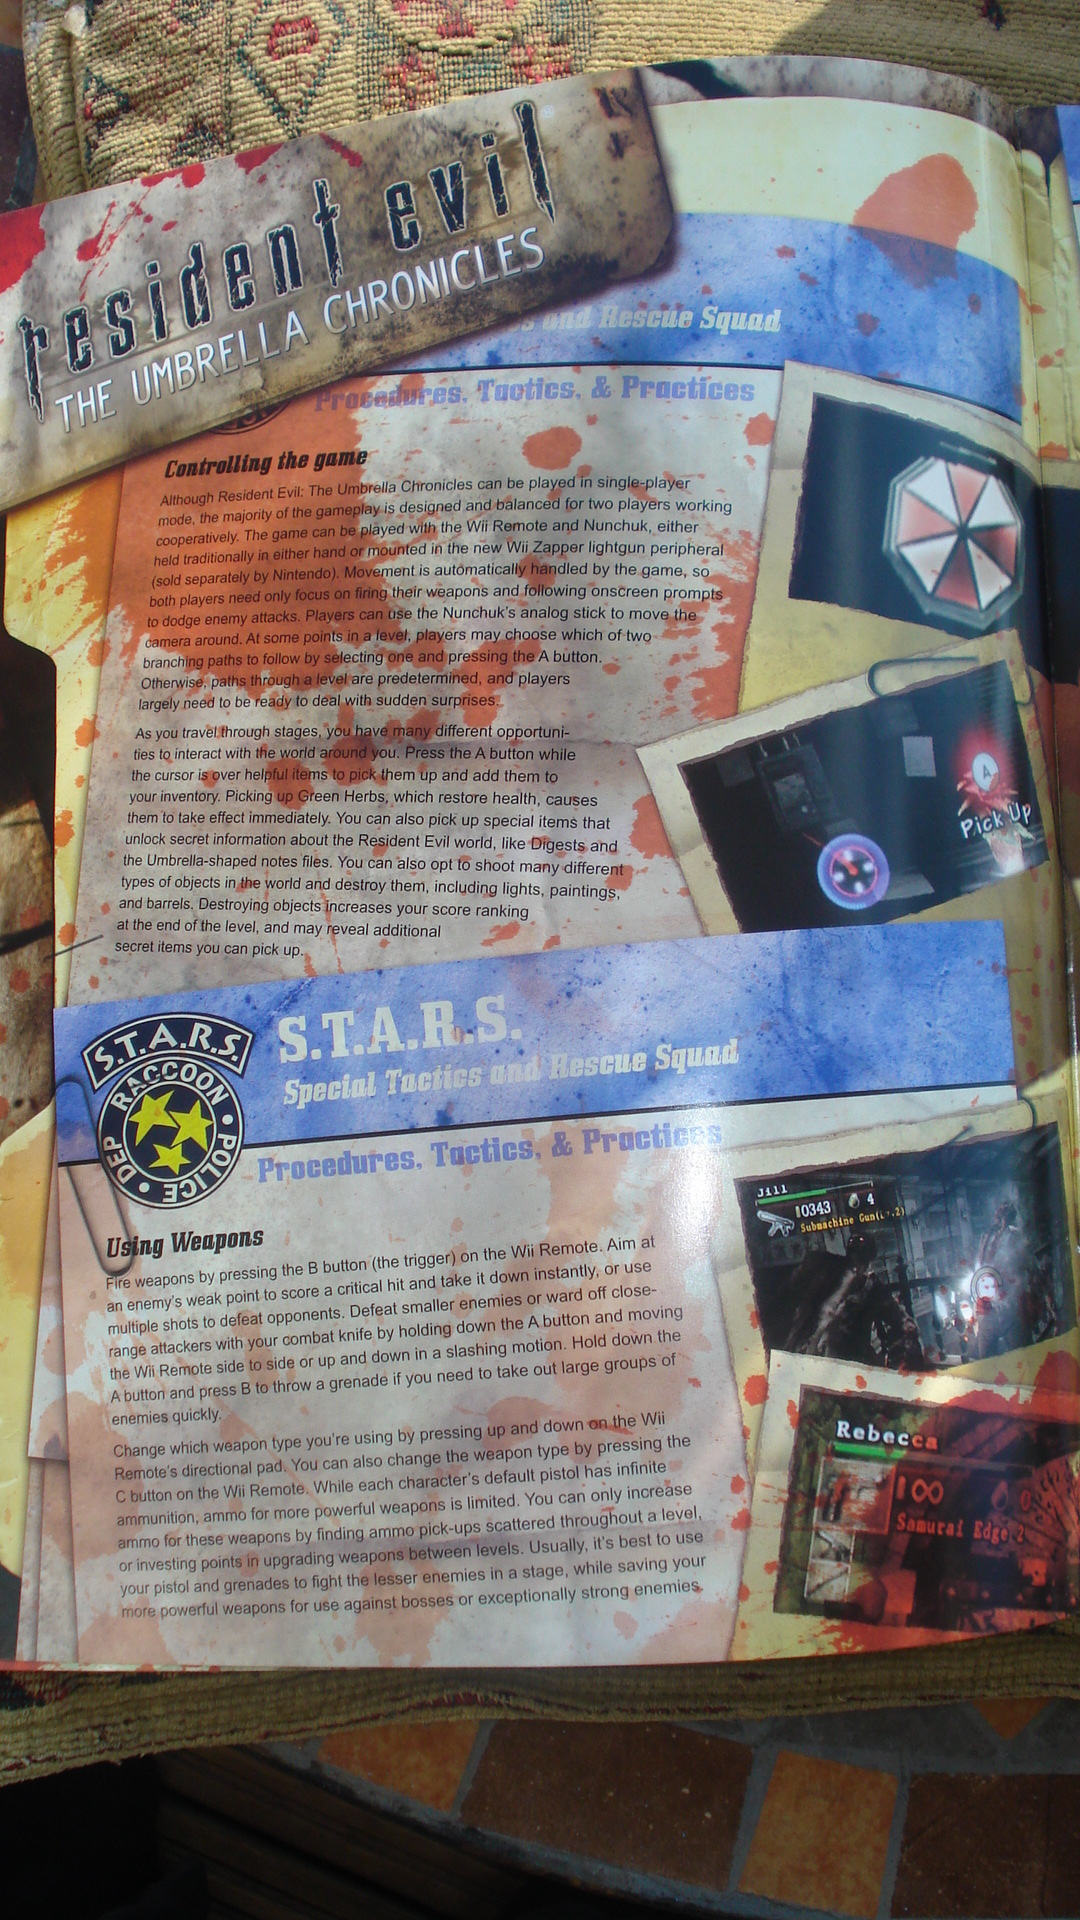 resident evil
THE UMBRELLA CHRONICLES
s and Rescue Squad
Procedures, Tactics, & Practices
Controlling the game
Although Resident Evil: The Umbrella Chronicles can be played in single-player
mode, the majority of the gameplay is designed and balanced for two players working
cooperatively. The game can be played with the Wii Remote and Nunchuk, either
held traditionally in either hand or mounted in the new Wii Zapper lightgun peripheral
(sold separately by Nintendo). Movement is automatically handled by the game, so
both players need only focus on firing their weapons and following onscreen prompts
to dodge enemy attacks. Players can use the Nunchuk's analog stick to move the
camera around. At some points in a level, players may choose which of two
branching paths to follow by selecting one and pressing the A button.
Otherwise, paths through a level are predetermined, and players
largely need to be ready to deal with sudden surprises.
As you travel through stages, you have many different opportuni-
ties to interact with the world around you. Press the A button while
the cursor is over helpful items to pick them up and add them to
your inventory. Picking up Green Herbs, which restore health, causes
them to take effect immediately. You can also pick up special items that
unlock secret information about the Resident Evil world, like Digests and
the Umbrella-shaped notes files. You can also opt to shoot many different
types of objects in the world and destroy them, including lights, paintings,
and barrels. Destroying objects increases your score ranking
at the end of the level, and may reveal additional
secret items you can pick up.
A
Pick Up
S.T.A.R.S.
RACCOON
POLICE
DEP
S.T.A.R.S.
Special Tactics and Rescue Squad
Procedures, Tactics, & Practices
Using Weapons
Fire weapons by pressing the B button (the trigger) on the Wii Remote. Aim at
an enemy's weak point to score a critical hit and take it down instantly, or use
multiple shots to defeat opponents. Defeat smaller enemies or ward off close-
range attackers with your combat knife by holding down the A button and moving
the Wii Remote side to side or up and down in a slashing motion. Hold down the
A button and press B to throw a grenade if you need to take out large groups of
enemies quickly.
Change which weapon type you're using by pressing up and down on the Wii
Remote's directional pad. You can also change the weapon type by pressing the
C button on the Wii Remote. While each character's default pistol has infinite
ammunition, ammo for more powerful weapons is limited. You can only increase
ammo for these weapons by finding ammo pick-ups scattered throughout a level,
or investing points in upgrading weapons between levels. Usually, it's best to use
your pistol and grenades to fight the lesser enemies in a stage, while saving your
more powerful weapons for use against bosses or exceptionally strong enemies.
Jill
0343 4
Submachine Gun(Lv.2)
Rebecca
∞ 0
Samurai Edge 2